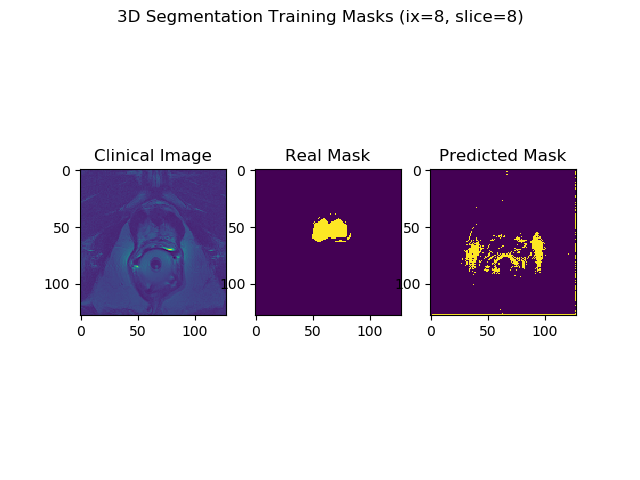 3D Segmentation Training Masks (ix=8, slice=8)
Clinical Image Real Mask Predicted Mask
0 0 0
50 50 50
100 100 100
0 50 100 0 50 100 0 50 100